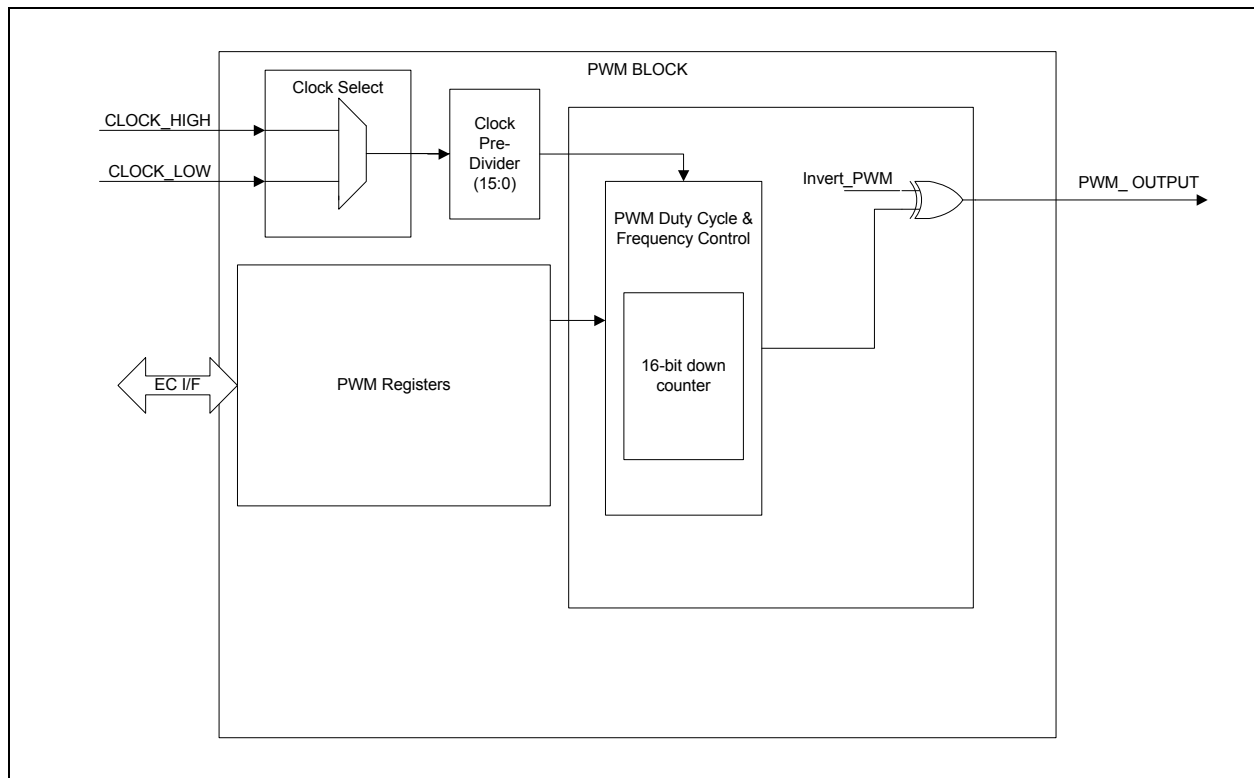 PWM BLOCK
Clock Select
CLOCK_HIGH
CLOCK_LOW
Clock
Pre-
Divider
(15:0)
Invert_PWM
PWM_ OUTPUT
PWM Duty Cycle &
Frequency Control
16-bit down
counter
EC I/F
PWM Registers